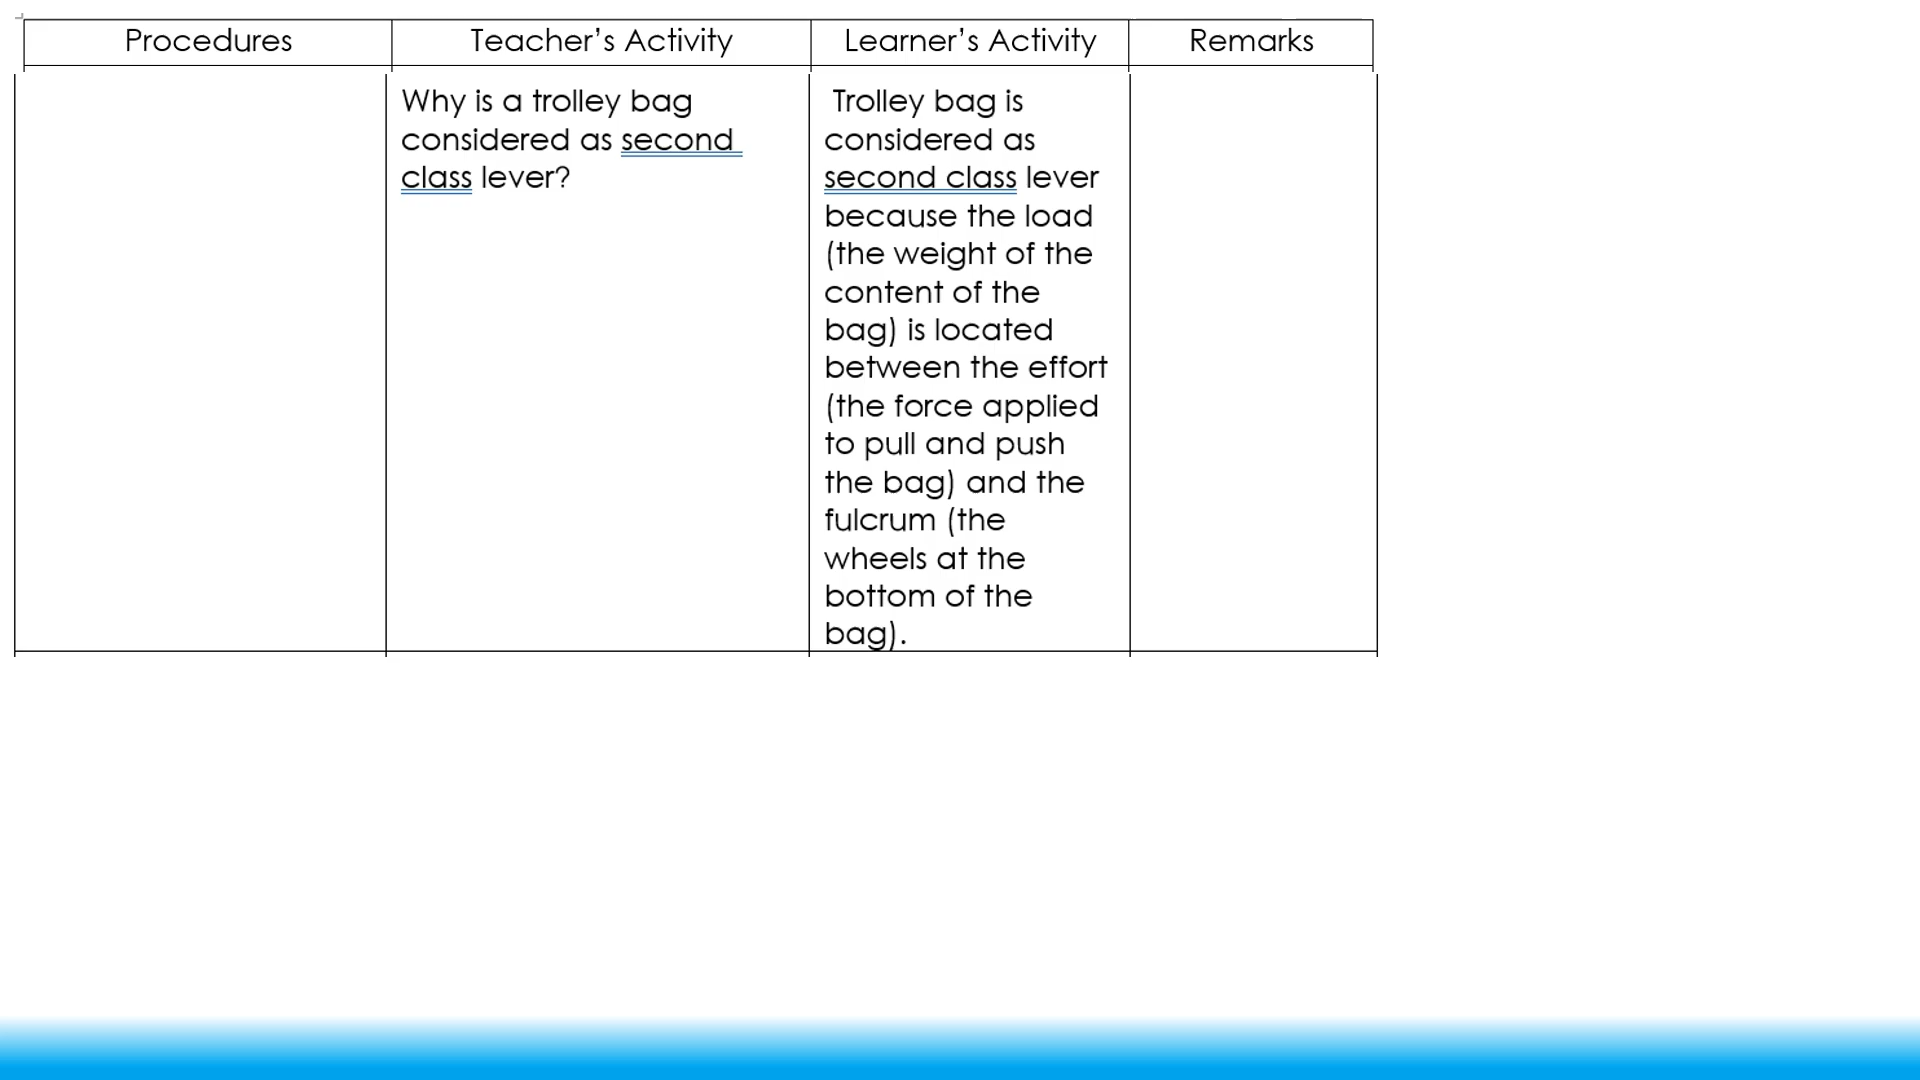 Procedures Teacher’s Activity Learner’s Activity Remarks
Why is a trolley bag
considered as second
class lever?
Trolley bag is
considered as
second class lever
because the load
(the weight of the
content of the
bag) is located
between the effort
(the force applied
to pull and push
the bag) and the
fulcrum (the
wheels at the
bottom of the
bag).